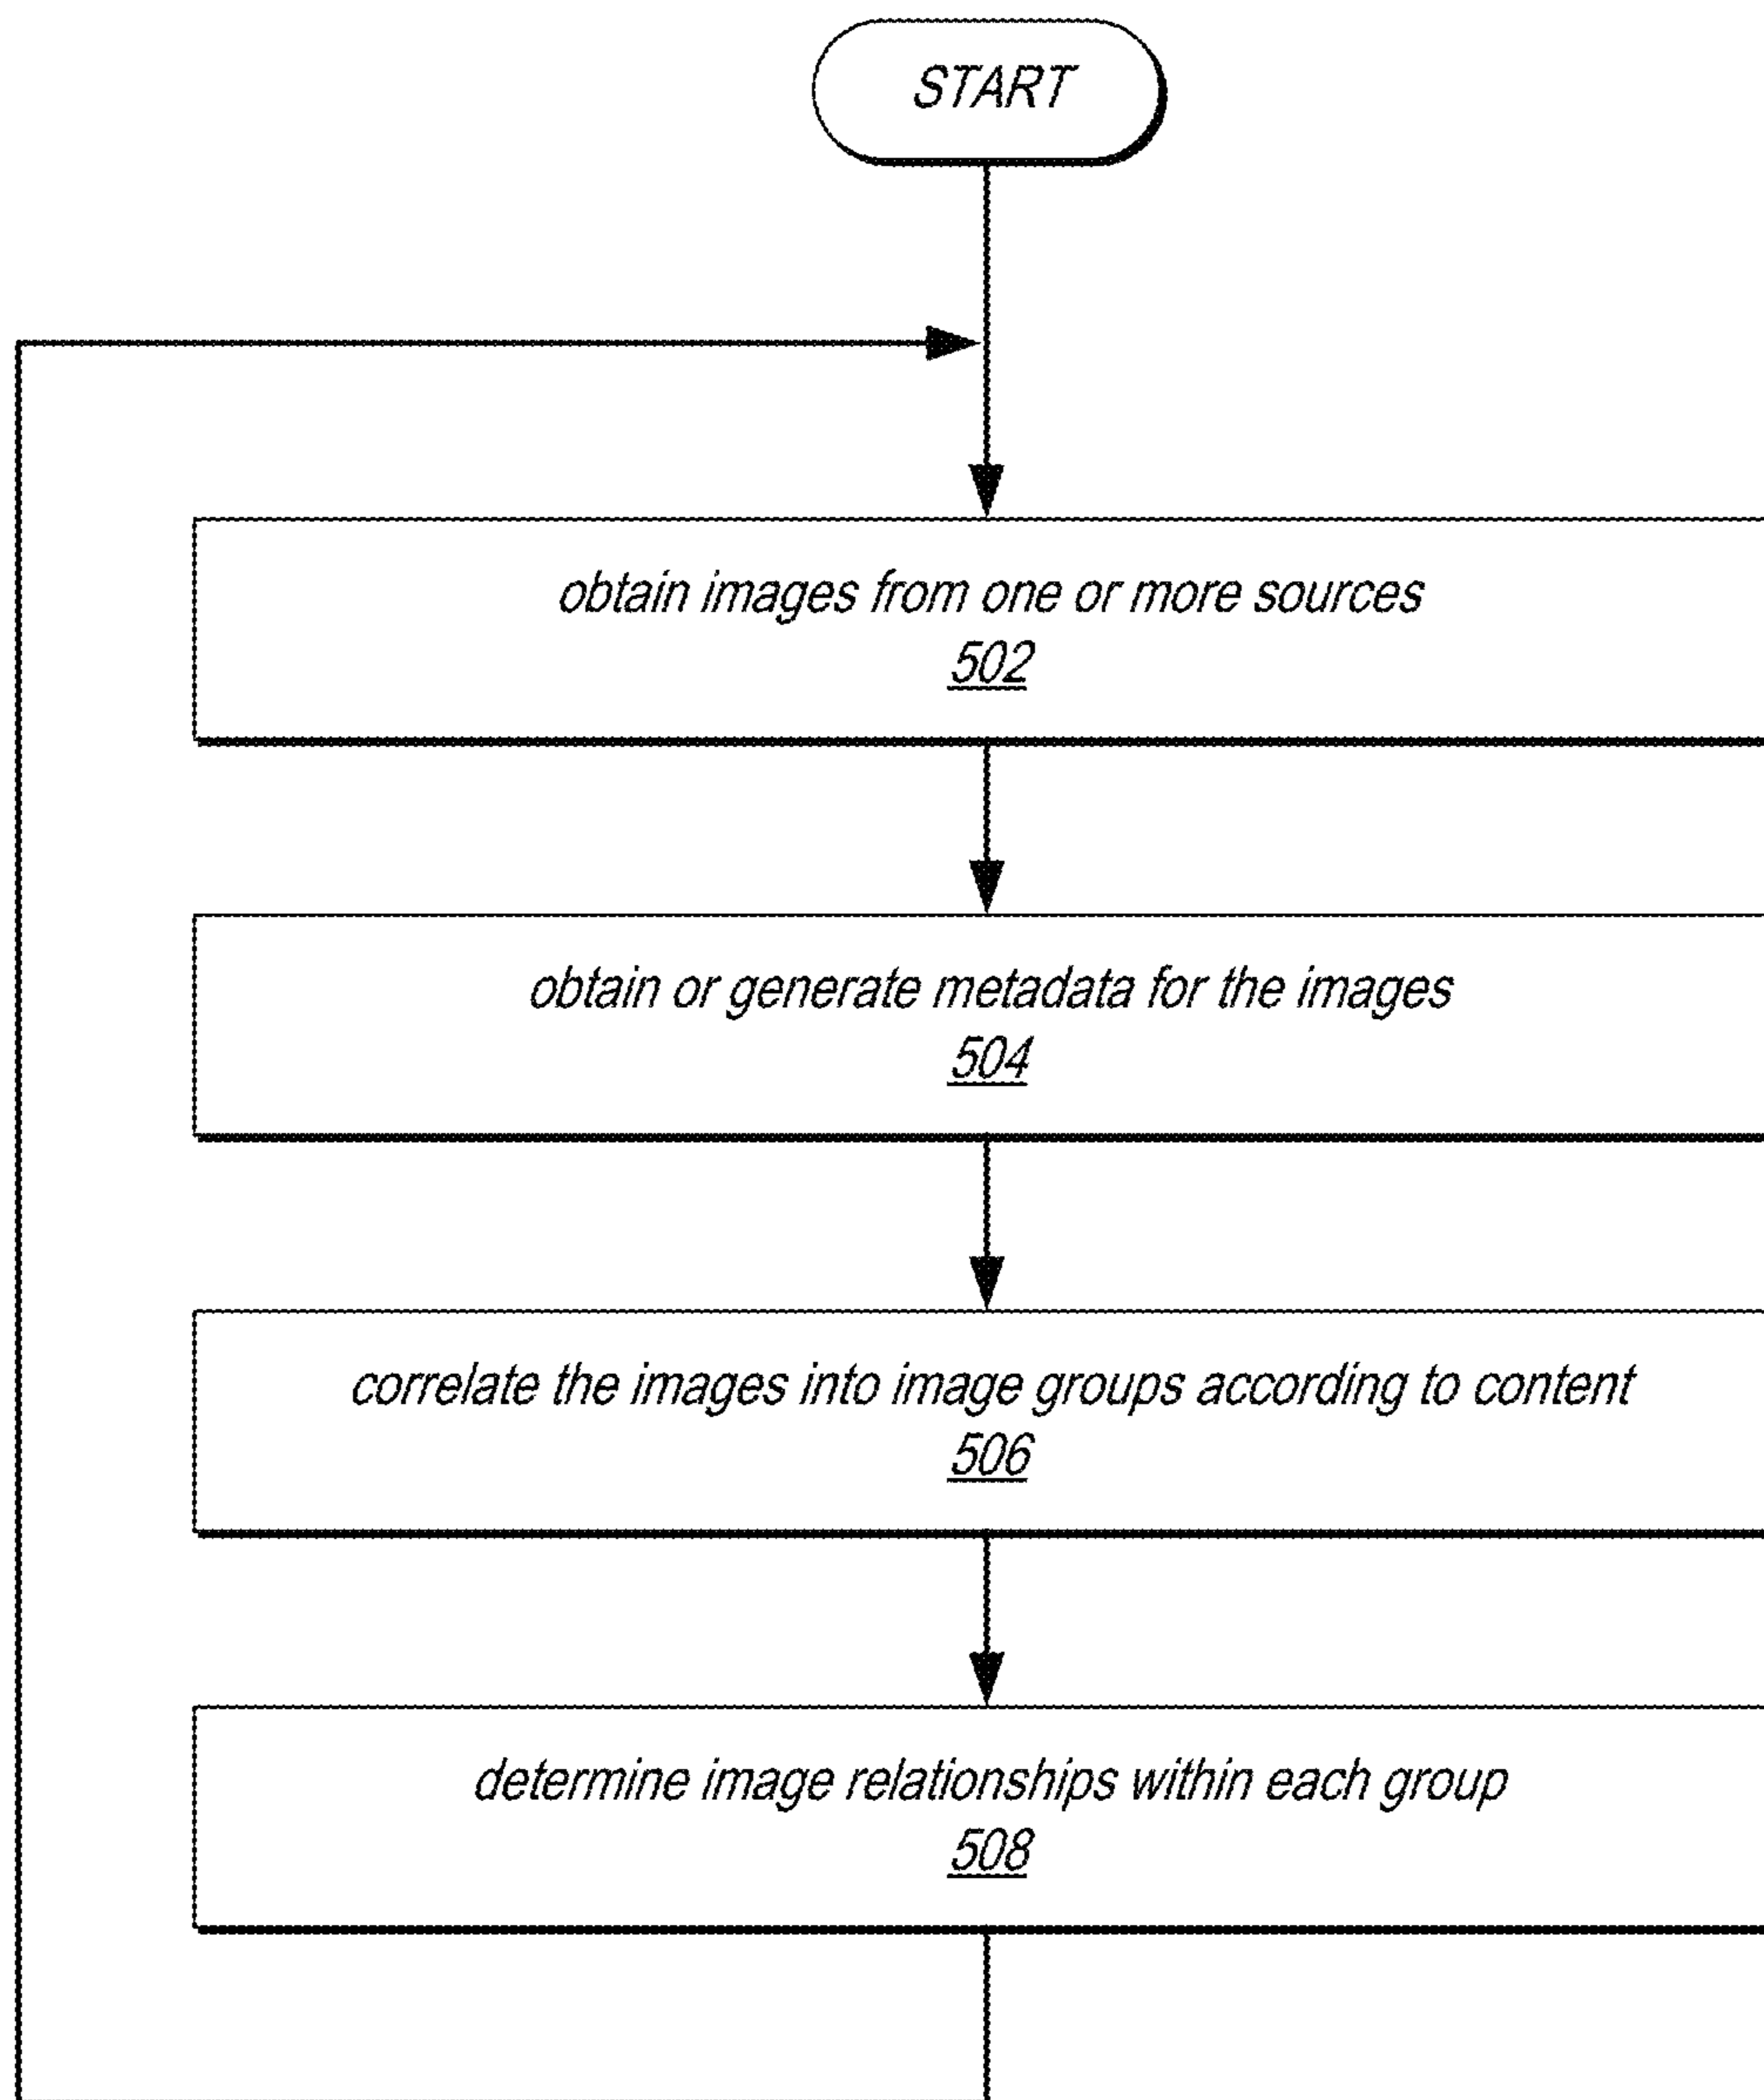 START
obtain images from one or more sources
502
obtain or generate metadata for the images
504
correlate the images into image groups according to content
506
determine image relationships within each group
508